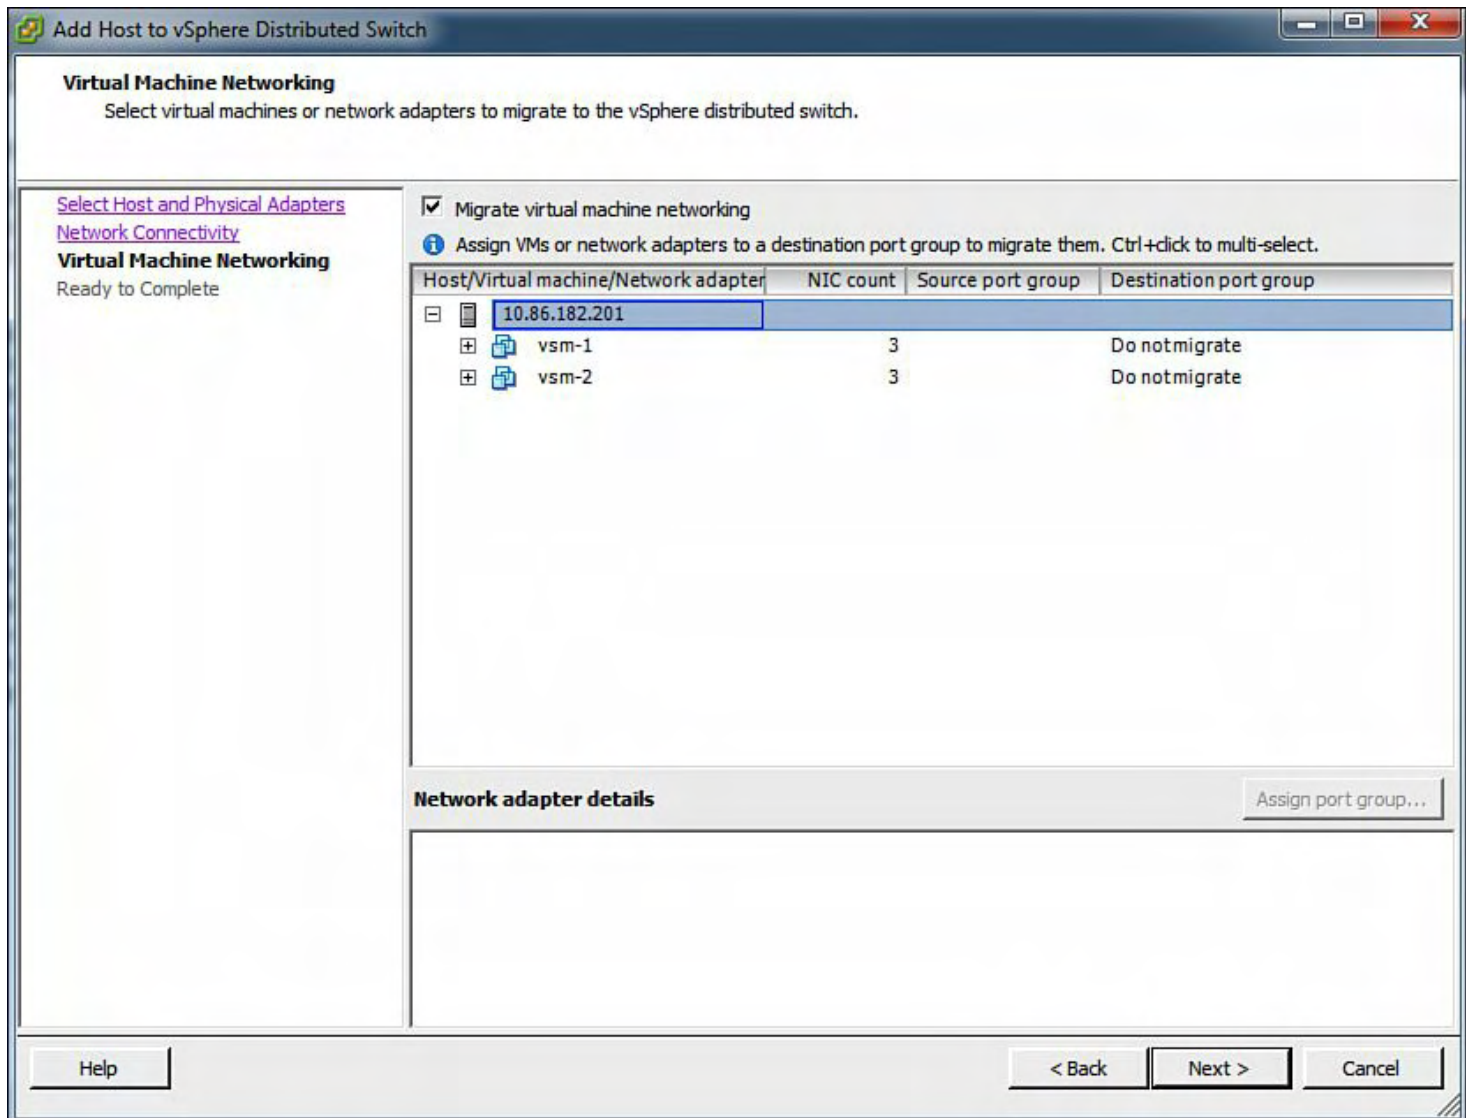 Add Host to vSphere Distributed Switch
Virtual Machine Networking
Select virtual machines or network adapters to migrate to the vSphere distributed switch.
Select Host and Physical Adapters
Network Connectivity
Virtual Machine Networking
Ready to Complete
Migrate virtual machine networking
Assign VMs or network adapters to a destination port group to migrate them. Ctrl+click to multi-select.
Host/Virtual machine/Network adapter NIC count Source port group Destination port group
10.86.182.201
vsm-1 3 Do not migrate
vsm-2 3 Do not migrate
Network adapter details
Assign port group...
Help
< Back
Next >
Cancel